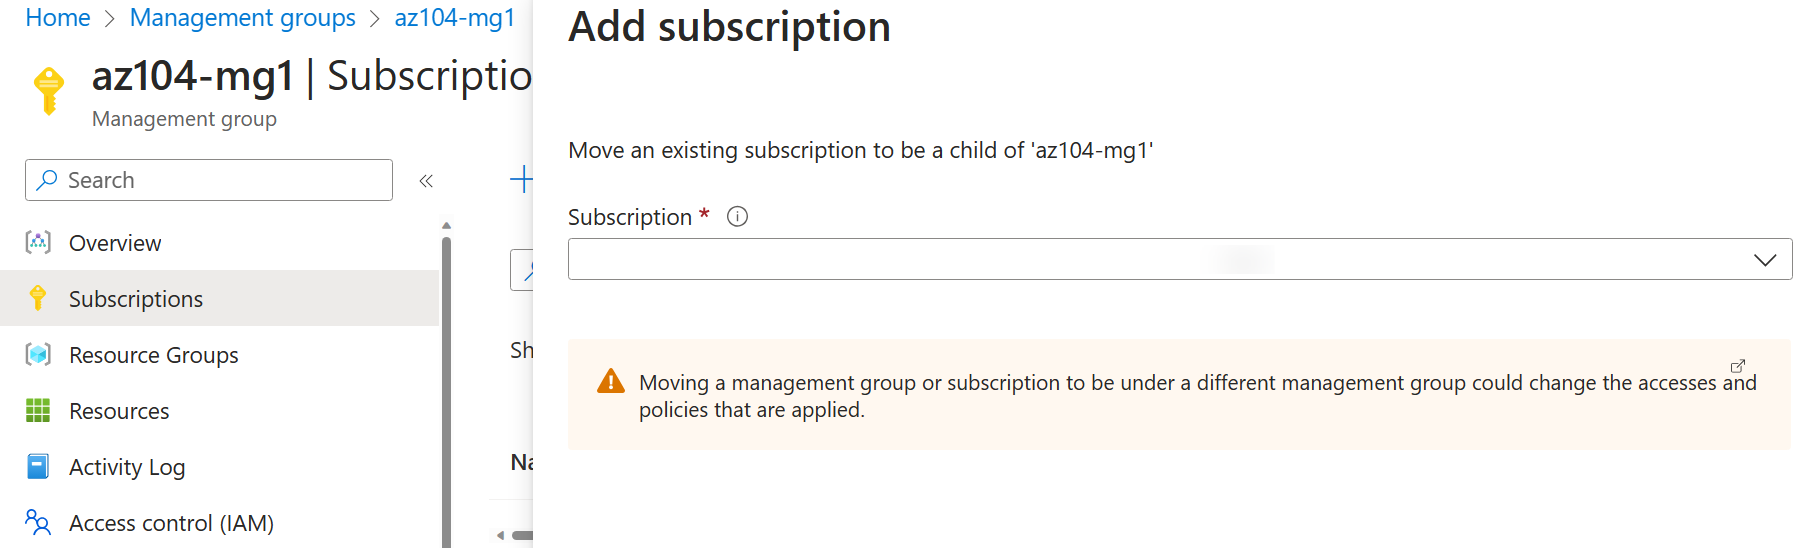 Home > Management groups > az104-mg1
az104-mg1 | Subscriptio
Management group
Search
Overview
Subscriptions
Resource Groups
Resources
Activity Log
Access control (IAM)
Sh
Na
Add subscription
Move an existing subscription to be a child of 'az104-mg1'
Subscription *
Moving a management group or subscription to be under a different management group could change the accesses and
policies that are applied.